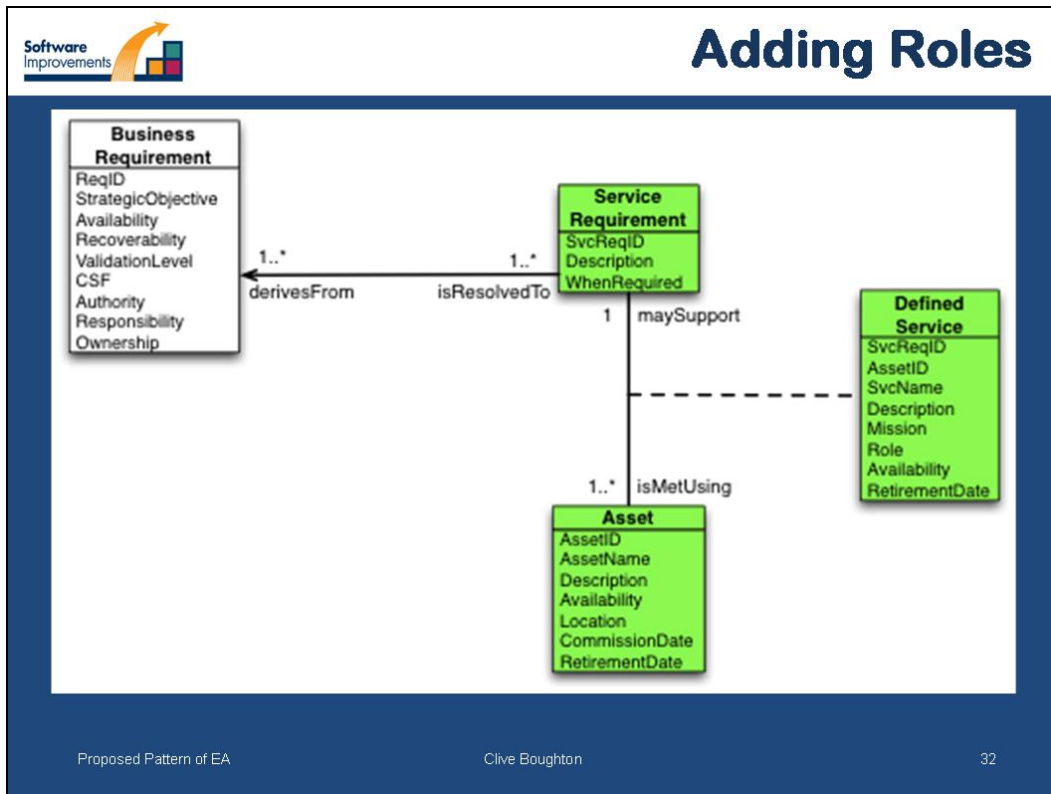 Software
Improvements
Adding Roles
Business
Requirement
ReqID
StrategicObjective
Availability
Recoverability
ValidationLevel
CSF
Authority
Responsibility
Ownership
1..*
derivesFrom
1..*
isResolvedTo
Service
Requirement
SvcReqID
Description
WhenRequired
1 maySupport
Defined
Service
SvcReqID
AssetID
SvcName
Description
Mission
Role
Availability
RetirementDate
1..* isMetUsing
Asset
AssetID
AssetName
Description
Availability
Location
CommissionDate
RetirementDate
Proposed Pattern of EA
Clive Boughton
32